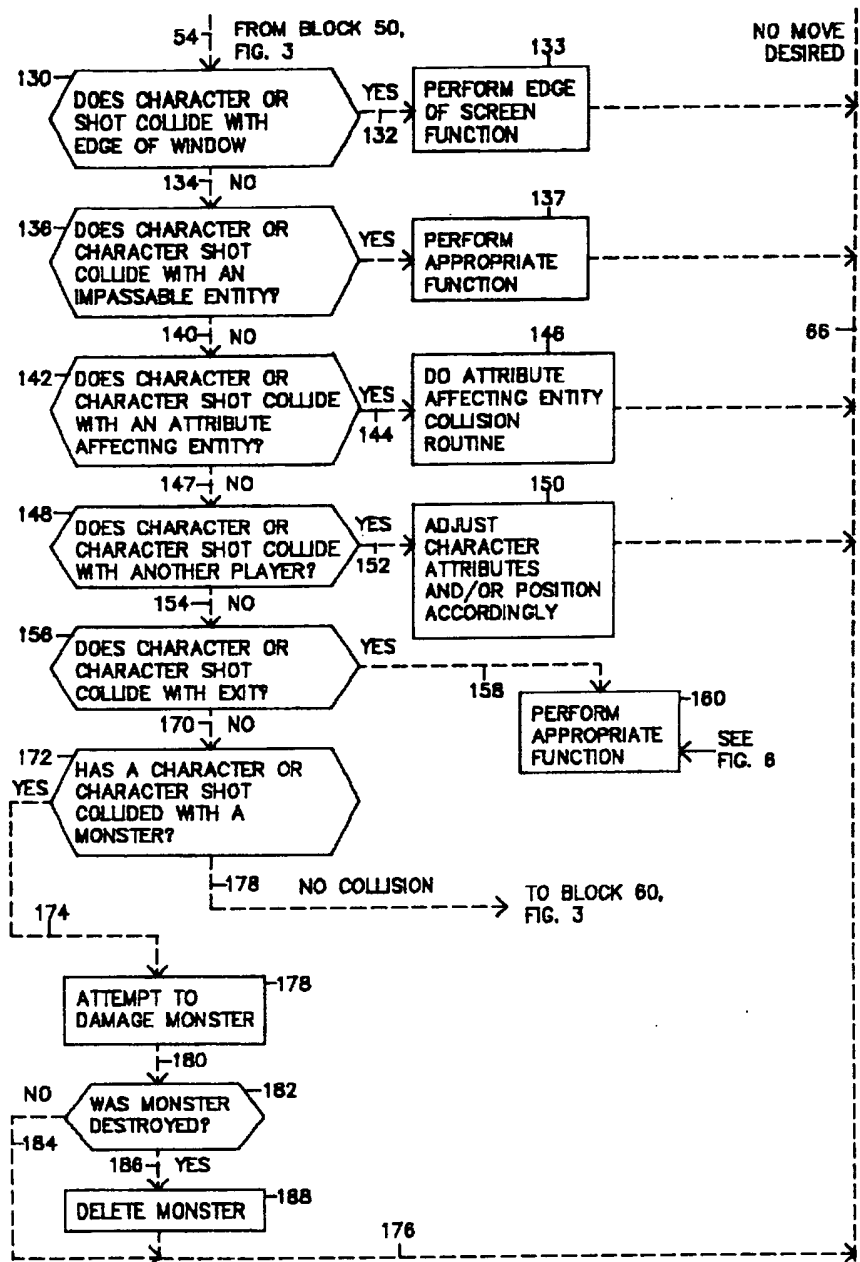 54
FROM BLOCK 50,
FIG. 3
NO MOVE
DESIRED
130
DOES CHARACTER OR
SHOT COLLIDE WITH
EDGE OF WINDOW
YES
132
133
PERFORM EDGE
OF SCREEN
FUNCTION
134
NO
136
DOES CHARACTER OR
CHARACTER SHOT
COLLIDE WITH AN
IMPASSABLE ENTITY?
YES
137
PERFORM
APPROPRIATE
FUNCTION
66
140
NO
142
DOES CHARACTER OR
CHARACTER SHOT COLLIDE
WITH AN ATTRIBUTE
AFFECTING ENTITY?
YES
144
146
DO ATTRIBUTE
AFFECTING ENTITY
COLLISION
ROUTINE
147
NO
148
DOES CHARACTER OR
CHARACTER SHOT COLLIDE
WITH ANOTHER PLAYER?
YES
152
150
ADJUST
CHARACTER
ATTRIBUTES
AND/OR POSITION
ACCORDINGLY
154
NO
156
DOES CHARACTER OR
CHARACTER SHOT
COLLIDE WITH EXIT?
YES
158
160
PERFORM
APPROPRIATE
FUNCTION
SEE
FIG. 6
170
NO
172
YES
HAS A CHARACTER OR
CHARACTER SHOT
COLLIDED WITH A
MONSTER?
178
NO COLLISION
TO BLOCK 60,
FIG. 3
174
ATTEMPT TO
DAMAGE MONSTER
178
180
NO
WAS MONSTER
DESTROYED?
182
184
186
YES
DELETE MONSTER
188
176